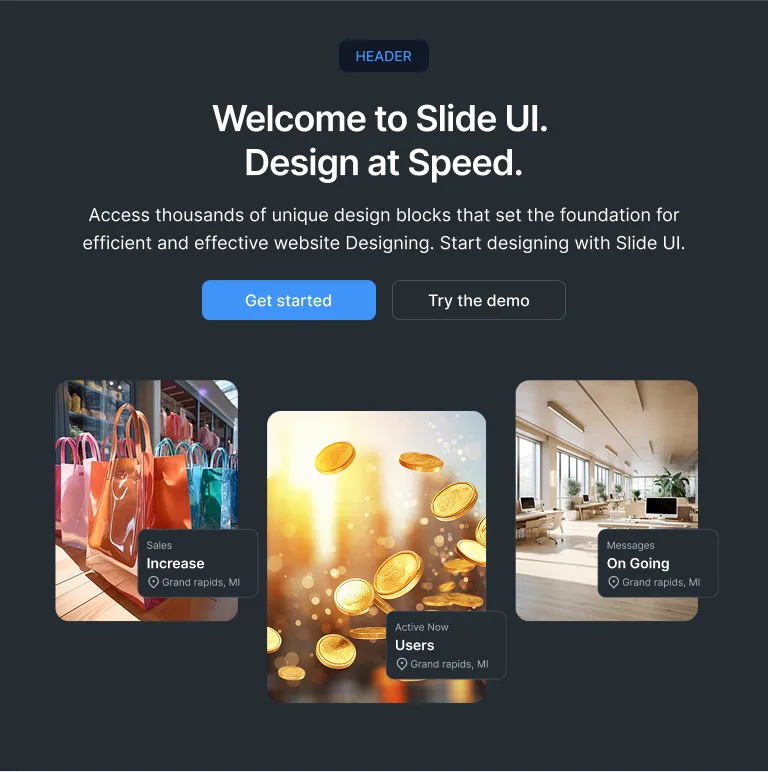 HEADER
Welcome to Slide UI.
Design at Speed.
Access thousands of unique design blocks that set the foundation for
efficient and effective website Designing. Start designing with Slide UI.
Get started
Try the demo
Sales
Increase
Grand rapids, MI
Active Now
Users
Grand rapids, MI
Messages
On Going
Grand rapids, MI